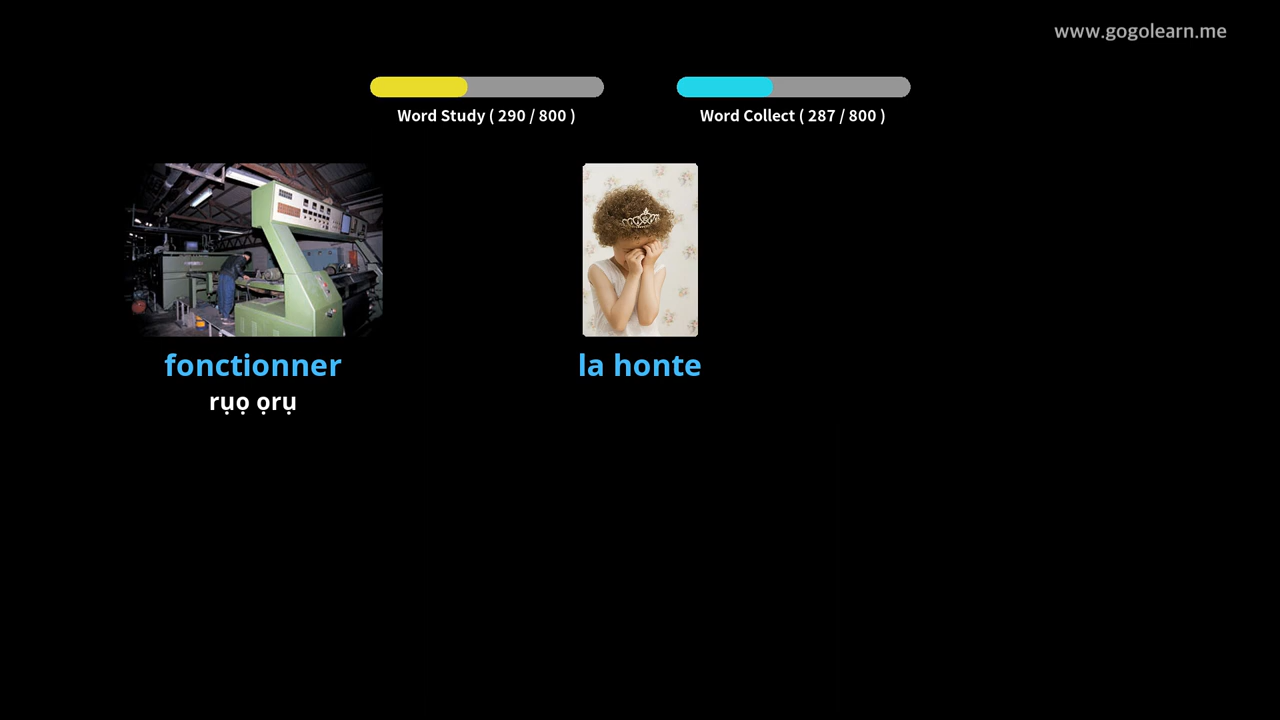 www.gogolearn.me
Word Study ( 290 / 800 )
Word Collect ( 287 / 800 )
fonctionner
rụọ ọrụ
la honte